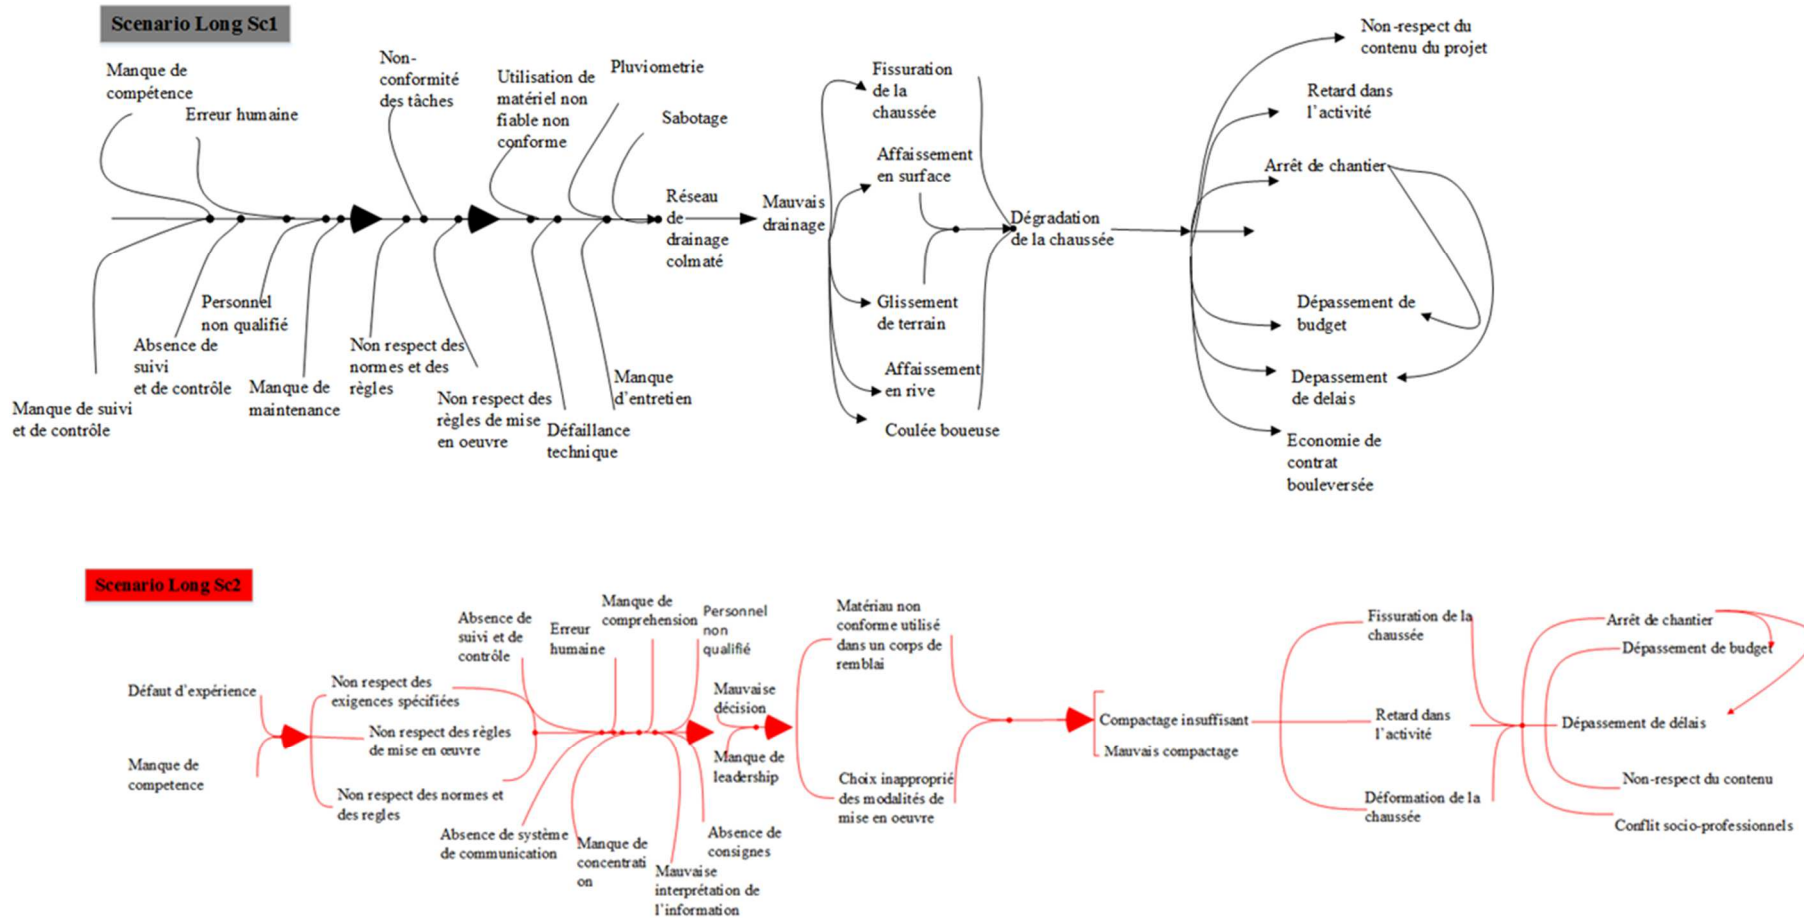 Scenario Long Sc1
Manque de
compétence
Erreur humaine
Non-
conformité
des tâches
Utilisation de
matériel non
fiable non
conforme
Pluviometrie
Sabotage
Manque de suivi
et de contrôle
Absence de
suivi
et de contrôle
Personnel
non qualifié
Manque de
maintenance
Non respect des
normes et des
règles
Non respect des
règles de mise
en oeuvre
Défaillance
technique
Manque
d'entretien
Réseau
de
drainage
colmaté
Mauvais
drainage
Fissuration
de la
chaussée
Affaissement
en surface
Glissement
de terrain
Affaissement
en rive
Coulée boueuse
Dégradation
de la chaussée
Non-respect du
contenu du projet
Retard dans
l'activité
Arrêt de chantier
Dépassement de
budget
Depassement
de delais
Economie de
contrat
bouleversée
Scenario Long Sc2
Défaut d'expérience
Manque de
competence
Non respect des
exigences spécifiées
Non respect des règles
de mise en œuvre
Non respect des normes et
des regles
Absence de
suivi et de
contrôle
Erreur
humaine
Manque de
comprehension
Personnel
non
qualifié
Absence de système
de communication
Manque de
concentrati
on
Mauvaise
interprétation de
l'information
Absence de
consignes
Mauvaise
décision
Manque de
leadership
Matériau non
conforme utilisé
dans un corps de
remblai
Choix inapproprié
des modalités de
mise en oeuvre
Compactage insuffisant
Mauvais compactage
Fissuration de la
chaussée
Retard dans
l'activité
Déformation de la
chaussée
Arrêt de chantier
Dépassement de budget
Dépassement de délais
Non-respect du contenu
Conflit socio-professionnels